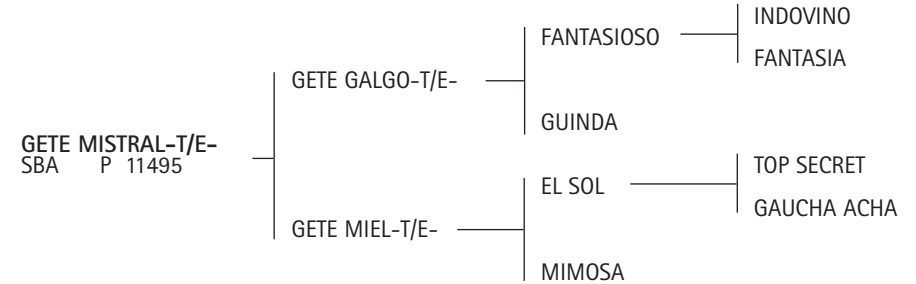 INDOVINO
FANTASIOSO
FANTASIA
GETE GALGO-T/E-
GUINDA
GETE MISTRAL-T/E-
SBA P 11495
TOP SECRET
EL SOL
GAUCHA ACHA
GETE MIEL-T/E-
MIMOSA